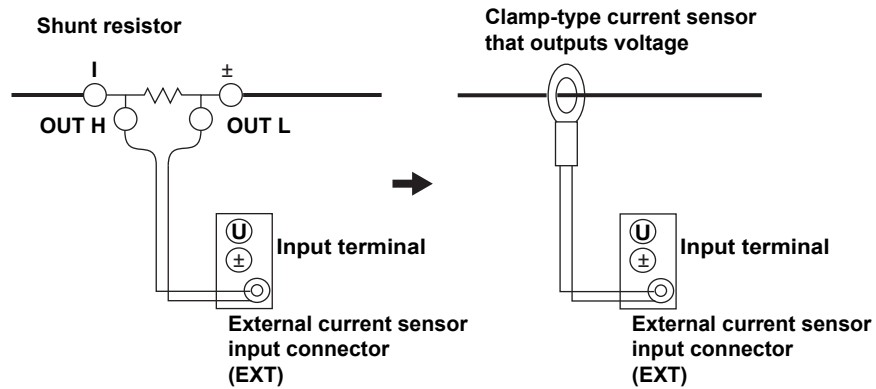 Shunt resistor
I
±
OUT H
OUT L
U
±
Input terminal
External current sensor
input connector
(EXT)
Clamp-type current sensor
that outputs voltage
U
±
Input terminal
External current sensor
input connector
(EXT)